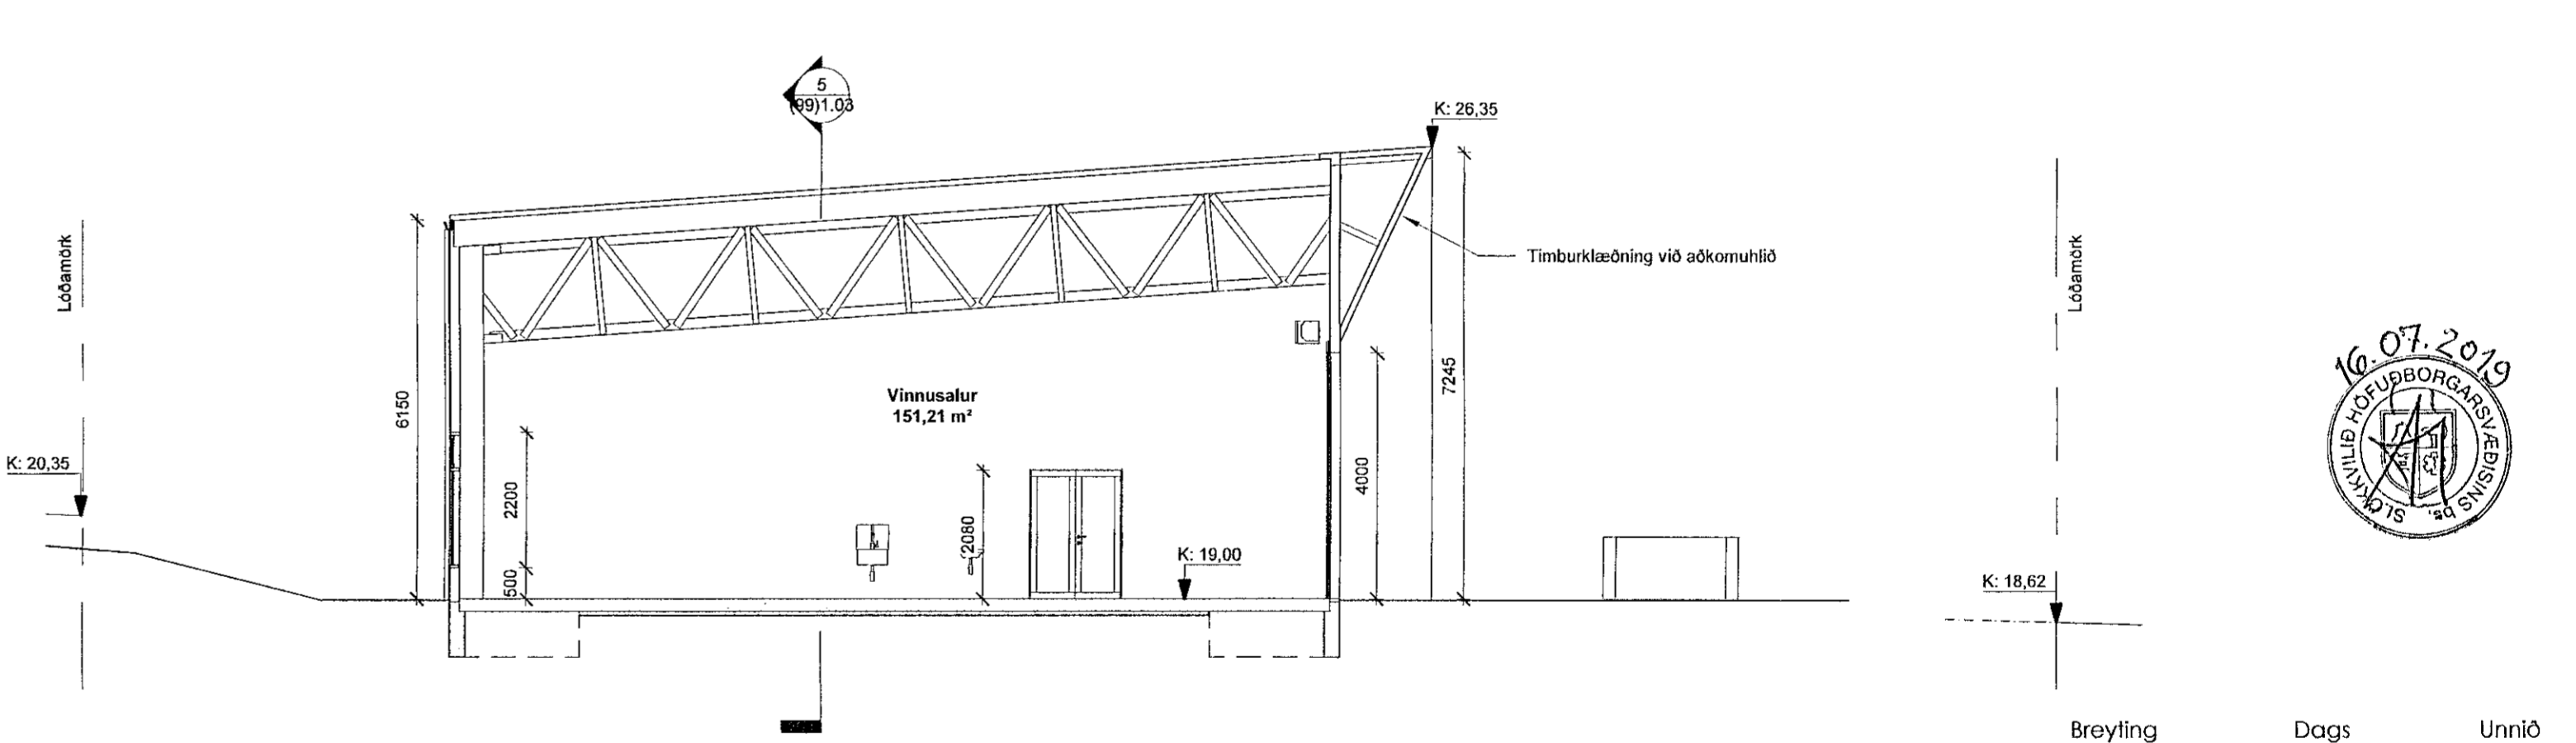 5
(99)1.03
K: 26,35
Lóðamörk
Lóðamörk
Timburklæðning við aðkomuhlið
16.07.2019
SLÖKKVILIÐ HÖFUÐBORGARSVÆÐISINS bs.
7245
6150
Vinnusalur
151,21 m²
K: 20,35
4000
2200
2080
K: 19,00
500
K: 18,62
Breyting Dags Unnið